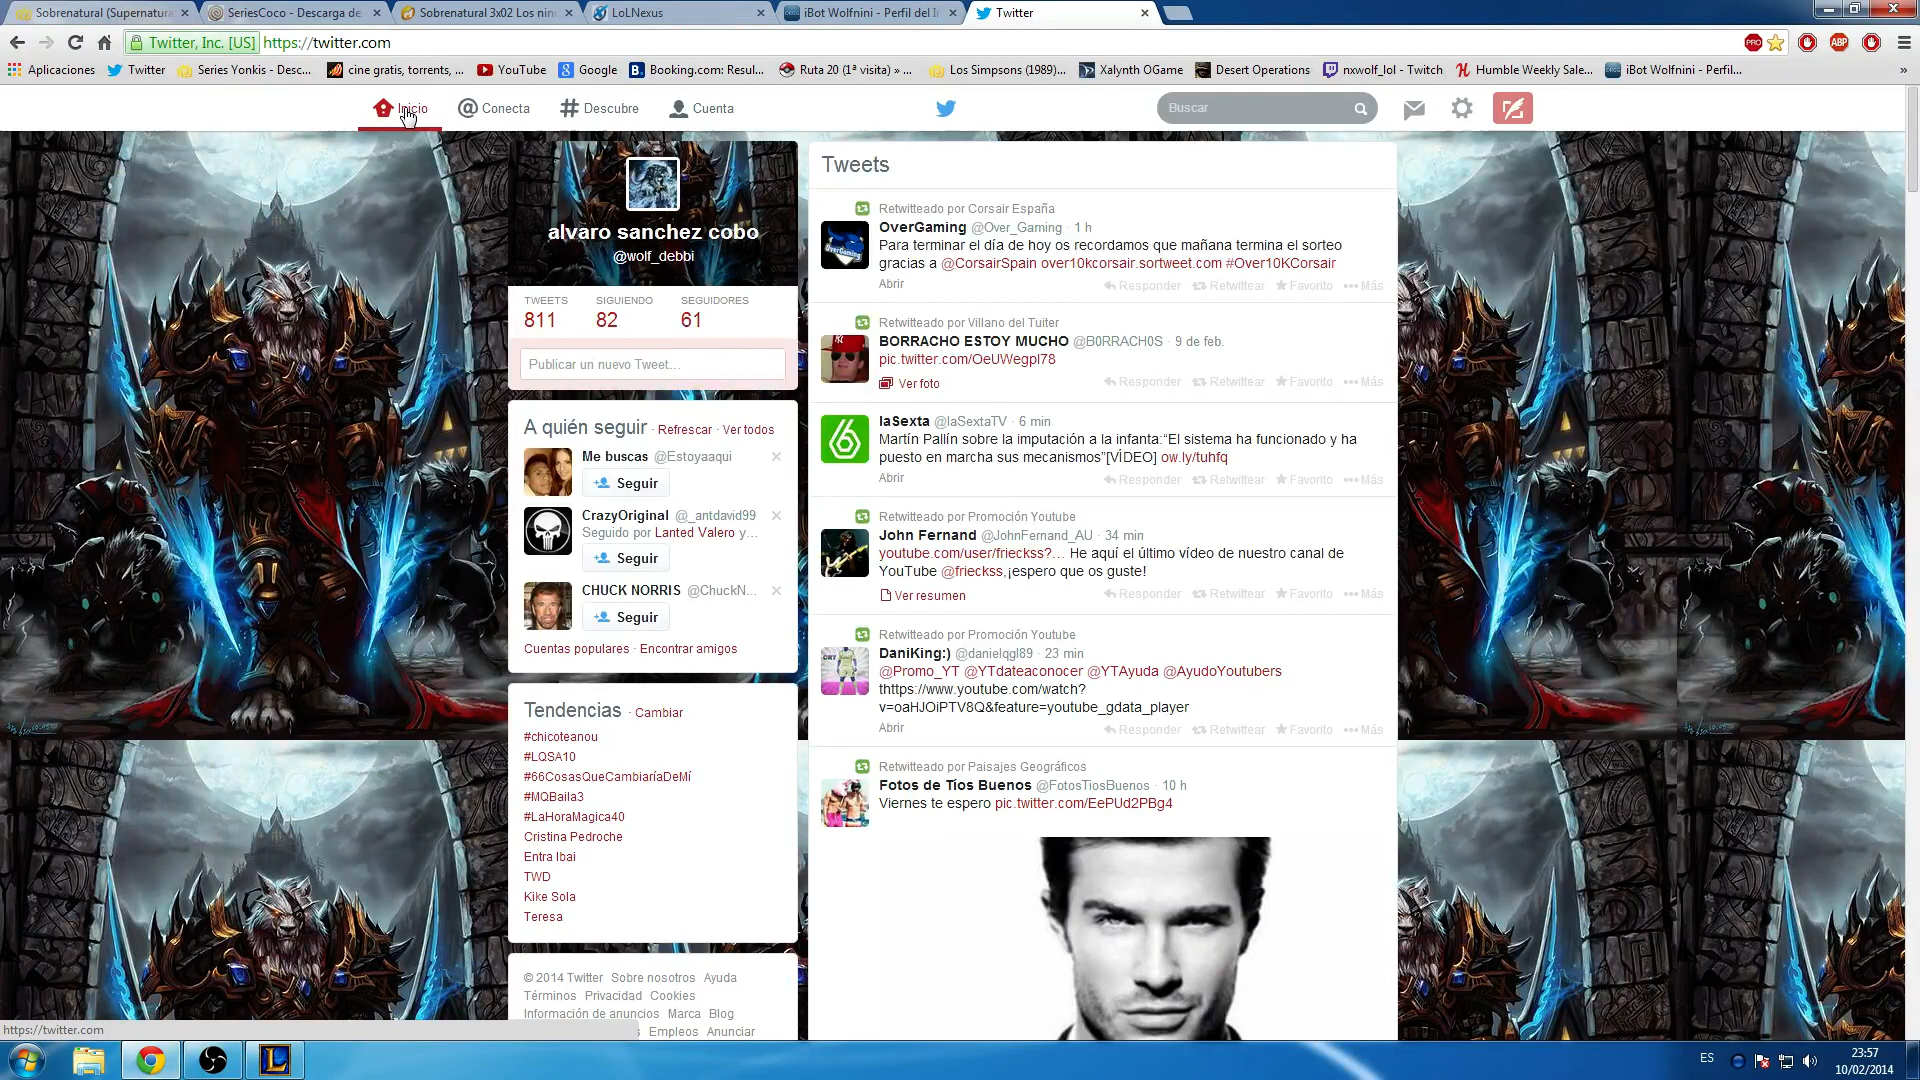 Sobrenatural (Supernatura
SeriesCoco - Descarga de
Sobrenatural 3x02 Los nin
LoLNexus
iBot Wolfnini - Perfil del I
Twitter
Twitter, Inc. [US] https://twitter.com
PRO
ABP
Aplicaciones
Twitter
Series Yonkis - Desc...
cine gratis, torrents, ...
YouTube
Google
Booking.com: Resul...
Ruta 20 (1ª visita) » ...
Los Simpsons (1989)...
Xalynth OGame
Desert Operations
nxwolf_lol - Twitch
Humble Weekly Sale...
iBot Wolfnini - Perfil...
»
Inicio
Conecta
Descubre
Cuenta
Buscar
alvaro sanchez cobo
@wolf_debbi
TWEETS SIGUIENDO SEGUIDORES
811 82 61
Publicar un nuevo Tweet...
A quién seguir · Refrescar · Ver todos
Me buscas @Estoyaaqui
Seguir
CrazyOriginal @_antdavid99
Seguido por Lanted Valero y...
Seguir
CHUCK NORRIS @ChuckN...
Seguir
Cuentas populares · Encontrar amigos
Tendencias · Cambiar
#chicoteanou
#LQSA10
#66CosasQueCambiaríaDeMí
#MQBaila3
#LaHoraMagica40
Cristina Pedroche
Entra Ibai
TWD
Kike Sola
Teresa
© 2014 Twitter Sobre nosotros Ayuda
Términos Privacidad Cookies
Información de anuncios Marca Blog
s Empleos Anunciar
Tweets
Retwitteado por Corsair España
OverGaming @Over_Gaming · 1 h
Para terminar el día de hoy os recordamos que mañana termina el sorteo
gracias a @CorsairSpain over10kcorsair.sortweet.com #Over10KCorsair
Abrir Responder Retwittear Favorito Más
Retwitteado por Villano del Tuiter
BORRACHO ESTOY MUCHO @B0RRACH0S · 9 de feb.
pic.twitter.com/OeUWegpI78
Ver foto Responder Retwittear Favorito Más
laSexta @laSextaTV · 6 min
Martín Pallín sobre la imputación a la infanta:“El sistema ha funcionado y ha
puesto en marcha sus mecanismos”[VÍDEO] ow.ly/tuhfq
Abrir Responder Retwittear Favorito Más
Retwitteado por Promoción Youtube
John Fernand @JohnFernand_AU · 34 min
youtube.com/user/frieckss?... He aquí el último vídeo de nuestro canal de
YouTube @frieckss,¡espero que os guste!
Ver resumen Responder Retwittear Favorito Más
Retwitteado por Promoción Youtube
DaniKing:) @danielqgl89 · 23 min
@Promo_YT @YTdateaconocer @YTAyuda @AyudoYoutubers
thttps://www.youtube.com/watch?
v=oaHJOiPTV8Q&feature=youtube_gdata_player
Abrir Responder Retwittear Favorito Más
Retwitteado por Paisajes Geográficos
Fotos de Tíos Buenos @FotosTiosBuenos · 10 h
Viernes te espero pic.twitter.com/EePUd2PBg4
https://twitter.com
ES
23:57
10/02/2014